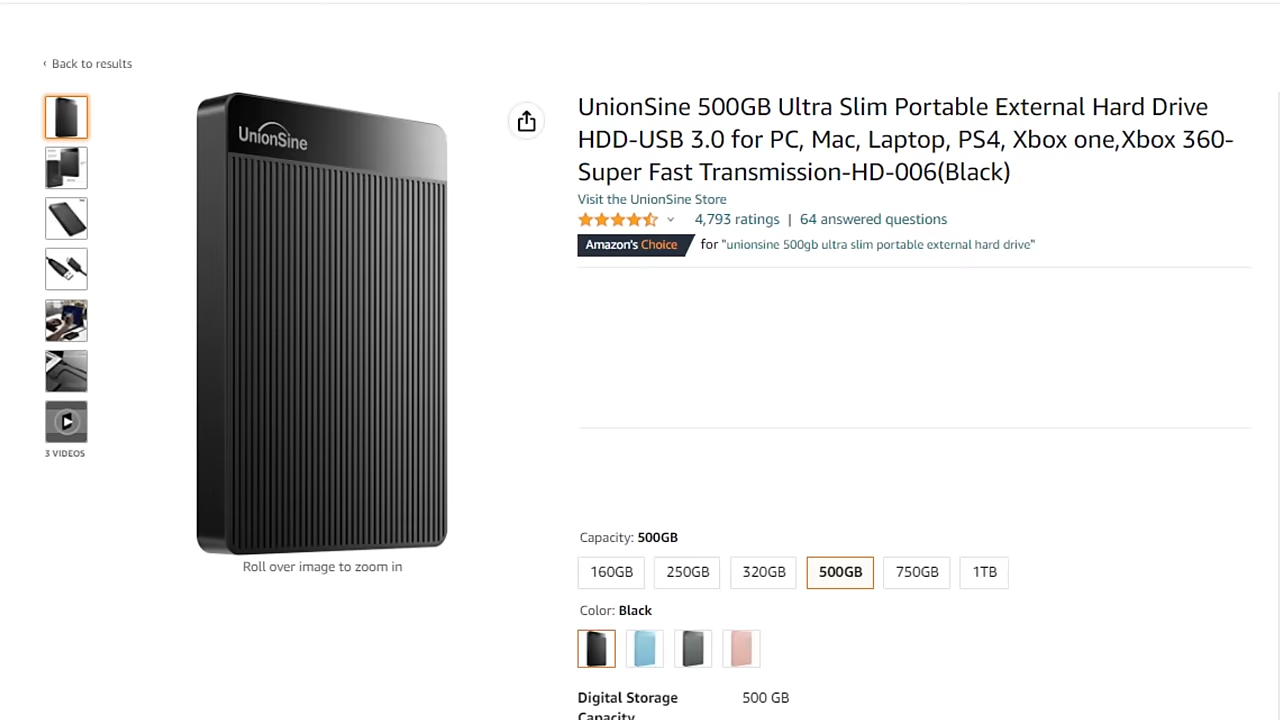 ‹ Back to results
UnionSine
UnionSine 500GB Ultra Slim Portable External Hard Drive
HDD-USB 3.0 for PC, Mac, Laptop, PS4, Xbox one,Xbox 360-
Super Fast Transmission-HD-006(Black)
Visit the UnionSine Store
4,793 ratings | 64 answered questions
Amazon's Choice for "unionsine 500gb ultra slim portable external hard drive"
3 VIDEOS
Roll over image to zoom in
Capacity: 500GB
160GB 250GB 320GB 500GB 750GB 1TB
Color: Black
Digital Storage 500 GB
Capacity